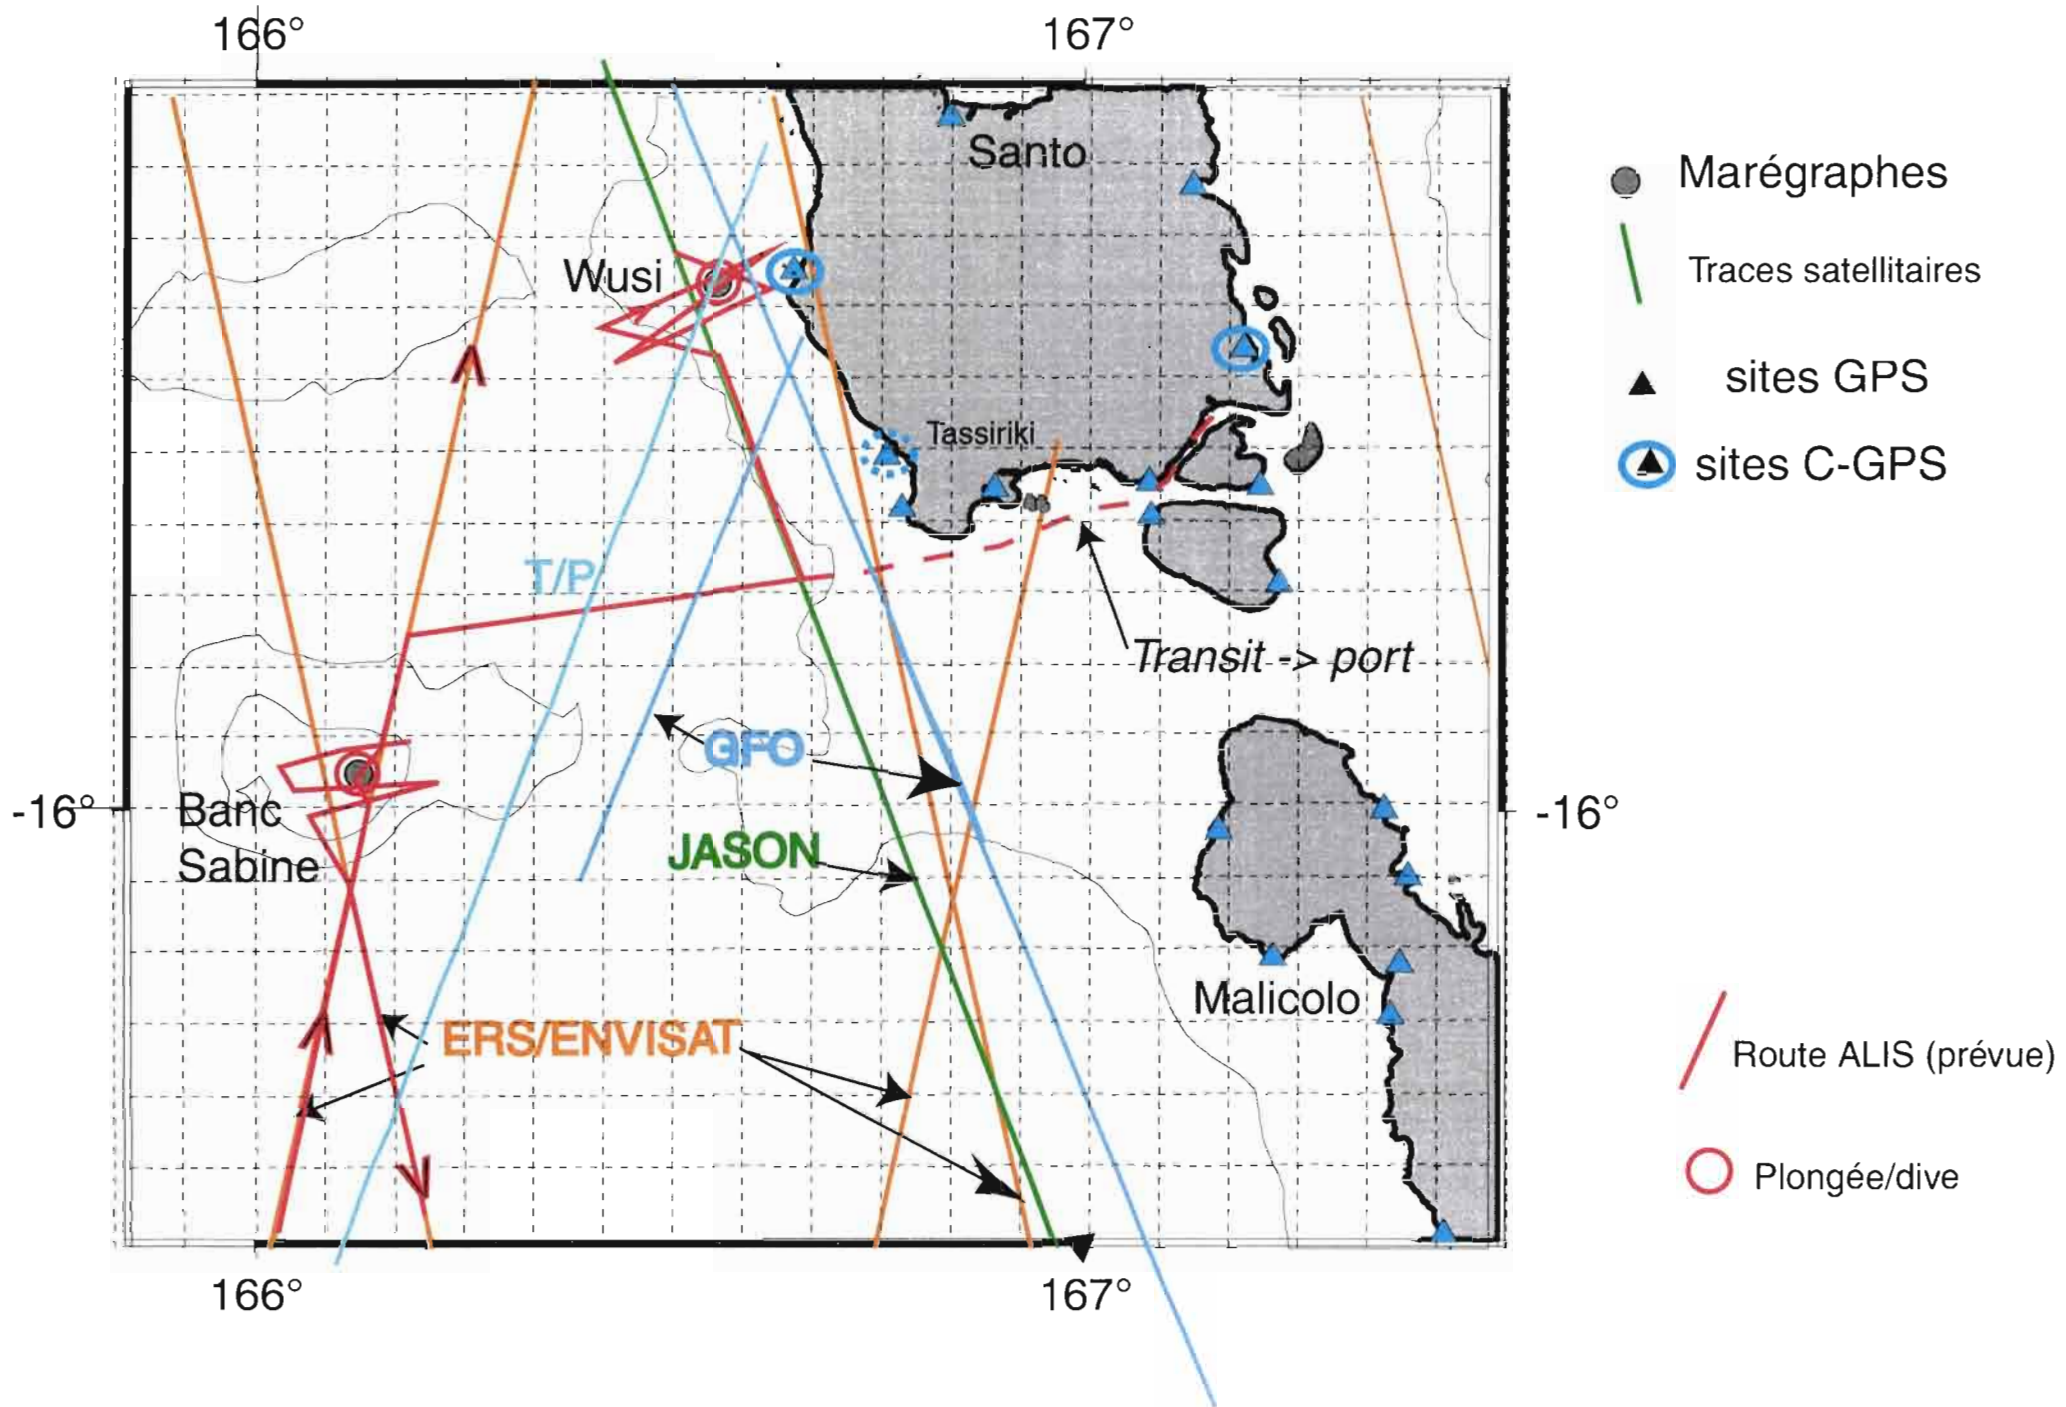 166°
167°
Santo
Marégraphes
Wusi
Traces satellitaires
sites GPS
Tassiriki
sites C-GPS
T/P
Transit -> port
GFO
-16°
Banc
Sabine
-16°
JASON
Malicolo
ERS/ENVISAT
Route ALIS (prévue)
Plongée/dive
166°
167°